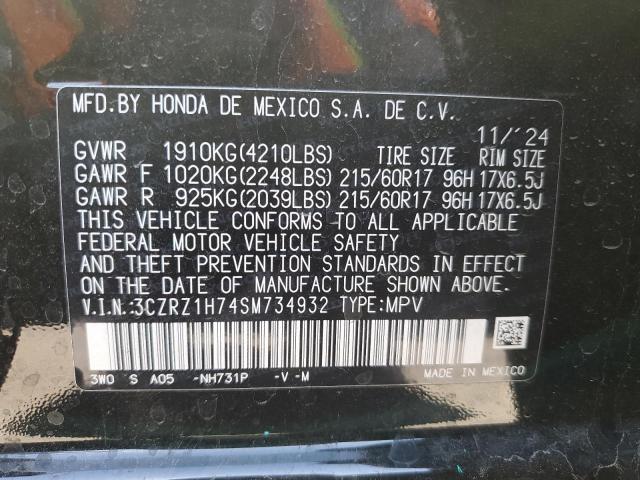 MFD.BY HONDA DE MEXICO S.A. DE C.V.
11/'24
GVWR 1910KG(4210LBS) TIRE SIZE RIM SIZE
GAWR F 1020KG(2248LBS) 215/60R17 96H 17X6.5J
GAWR R 925KG(2039LBS) 215/60R17 96H 17X6.5J
THIS VEHICLE CONFORMS TO ALL APPLICABLE
FEDERAL MOTOR VEHICLE SAFETY
AND THEFT PREVENTION STANDARDS IN EFFECT
ON THE DATE OF MANUFACTURE SHOWN ABOVE.
V.I.N.:3CZRZ1H74SM734932 TYPE:MPV
3W0 S A05 -NH731P -V-M MADE IN MEXICO